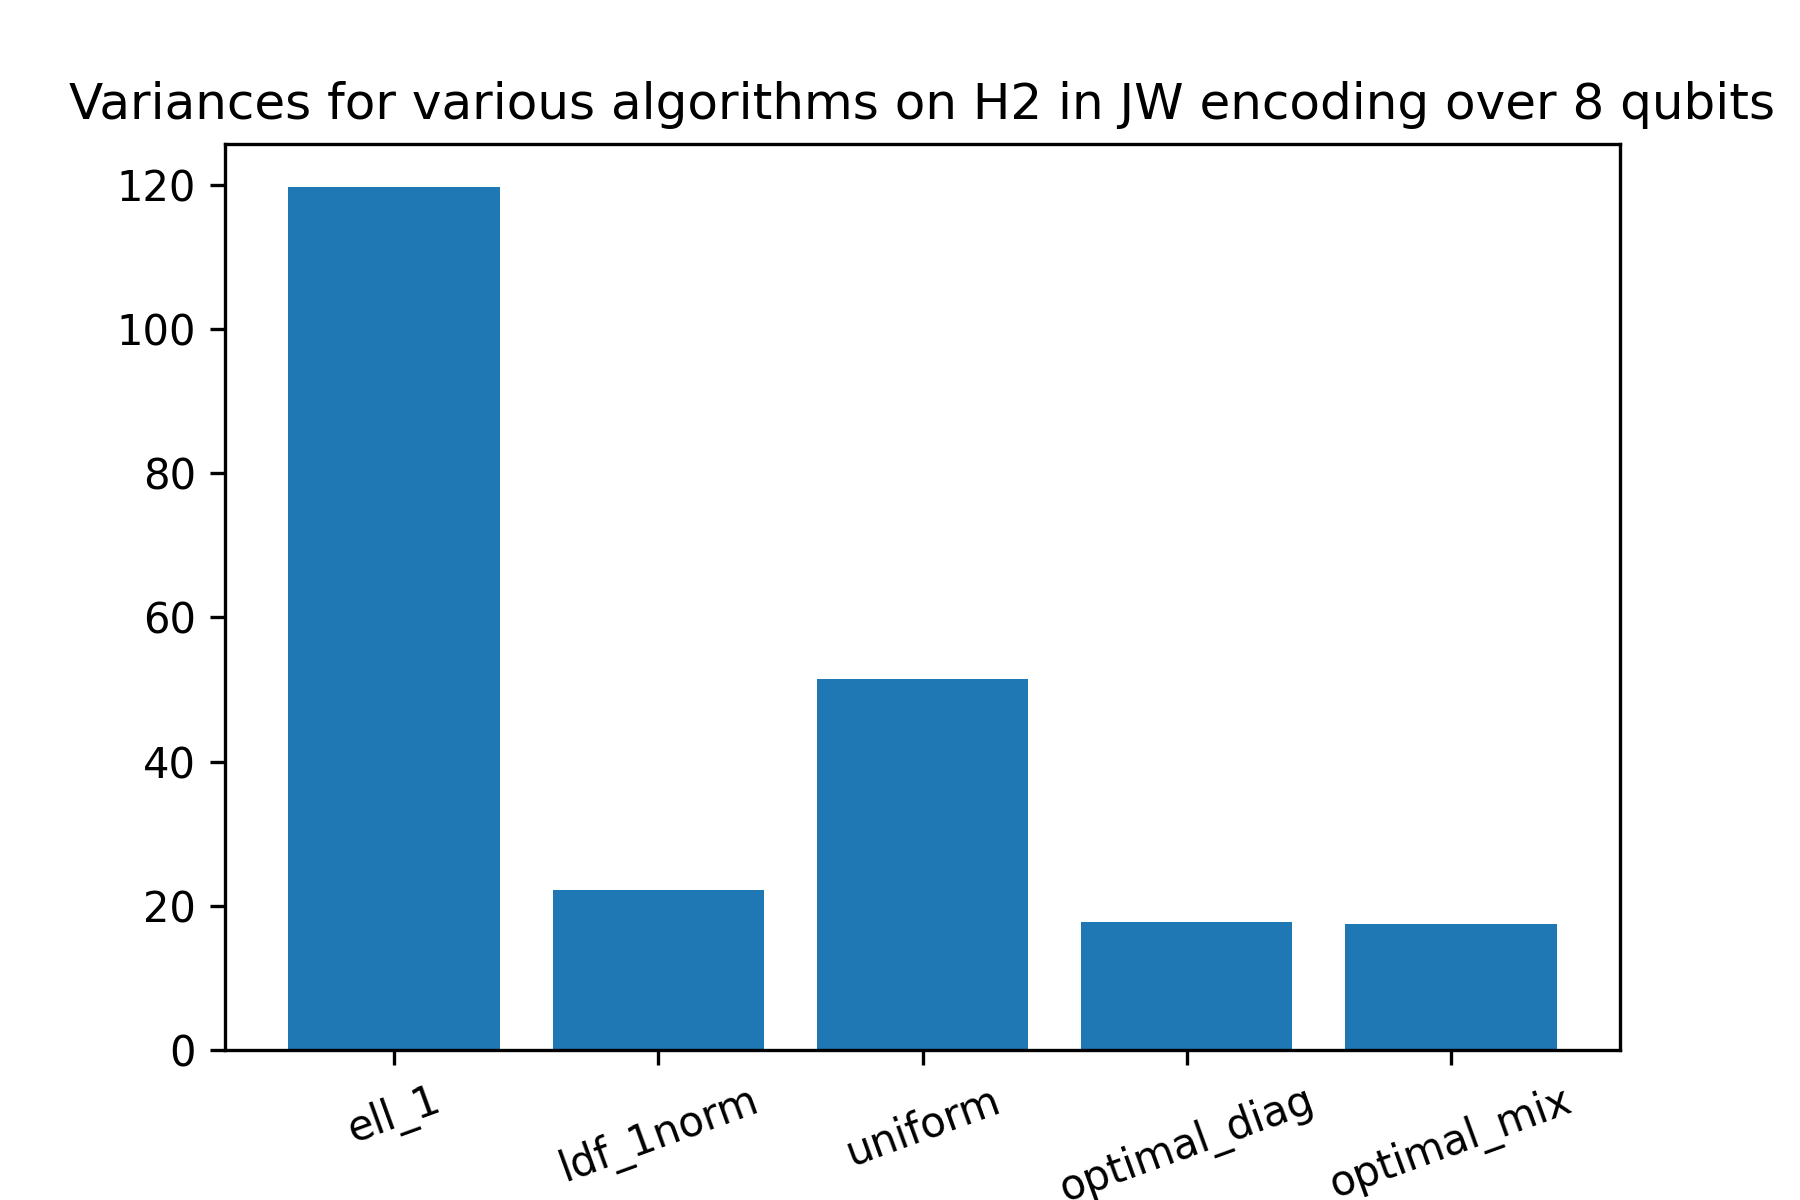 Variances for various algorithms on H2 in JW encoding over 8 qubits
120
100
80
60
40
20
0
ell_1
ldf_1norm
uniform
optimal_diag
optimal_mix